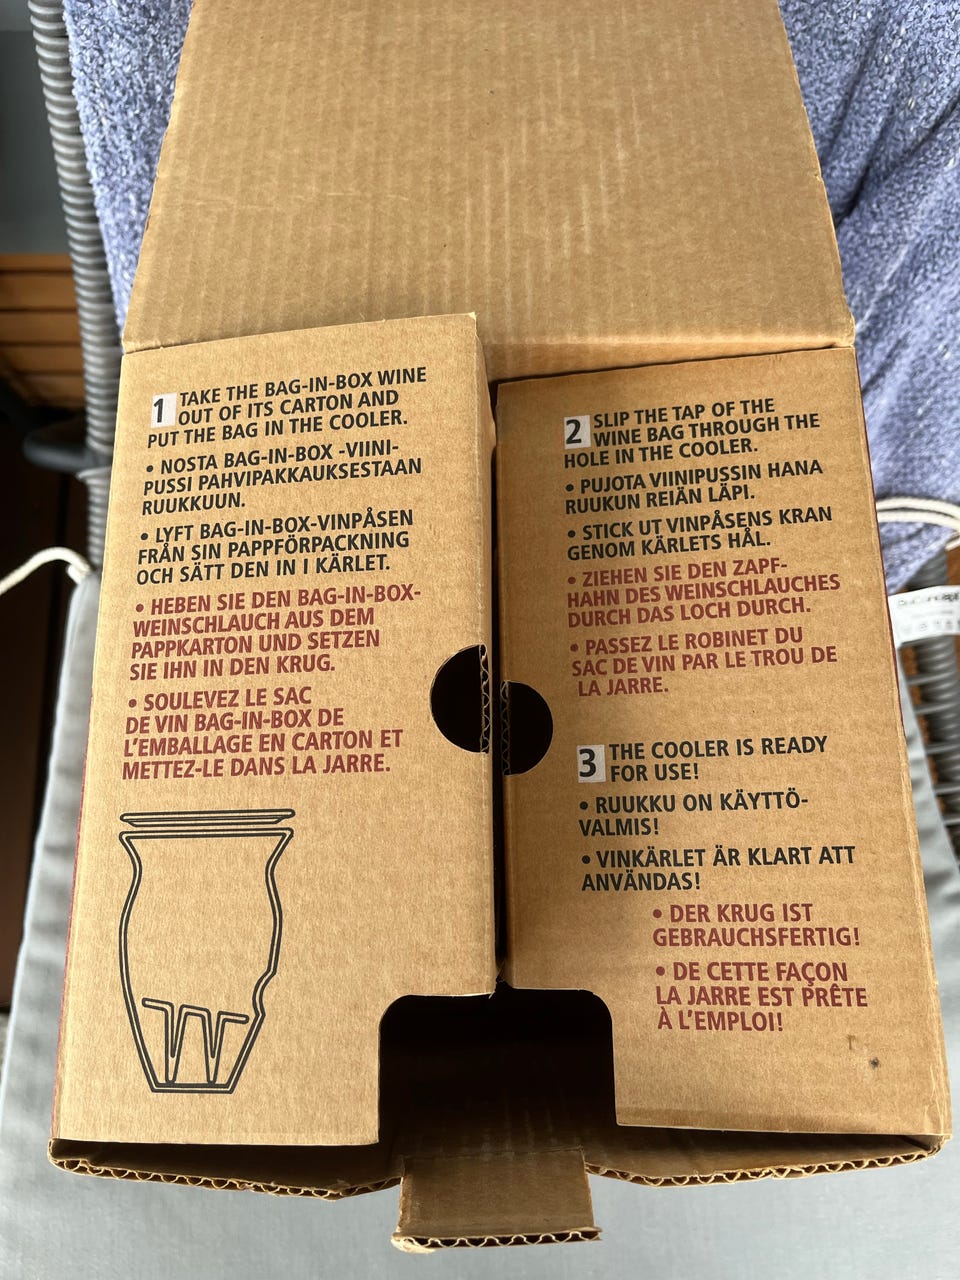 1 TAKE THE BAG-IN-BOX WINE
OUT OF ITS CARTON AND
PUT THE BAG IN THE COOLER.
• NOSTA BAG-IN-BOX -VIINI-
PUSSI PAHVIPAKKAUKSESTAAN
RUUKKUUN.
• LYFT BAG-IN-BOX-VINPÅSEN
FRÅN SIN PAPPFÖRPACKNING
OCH SÄTT DEN IN I KÄRLET.
• HEBEN SIE DEN BAG-IN-BOX-
WEINSCHLAUCH AUS DEM
PAPPKARTON UND SETZEN
SIE IHN IN DEN KRUG.
• SOULEVEZ LE SAC
DE VIN BAG-IN-BOX DE
L'EMBALLAGE EN CARTON ET
METTEZ-LE DANS LA JARRE.
2 SLIP THE TAP OF THE
WINE BAG THROUGH THE
HOLE IN THE COOLER.
• PUJOTA VIINIPUSSIN HANA
RUUKUN REIÄN LÄPI.
• STICK UT VINPÅSENS KRAN
GENOM KÄRLETS HÅL.
• ZIEHEN SIE DEN ZAPF-
HAHN DES WEINSCHLAUCHES
DURCH DAS LOCH DURCH.
• PASSEZ LE ROBINET DU
SAC DE VIN PAR LE TROU DE
LA JARRE.
3 THE COOLER IS READY
FOR USE!
• RUUKKU ON KÄYTTÖ-
VALMIS!
• VINKÄRLET ÄR KLART ATT
ANVÄNDAS!
• DER KRUG IST
GEBRAUCHSFERTIG!
• DE CETTE FAÇON
LA JARRE EST PRÊTE
À L'EMPLOI!